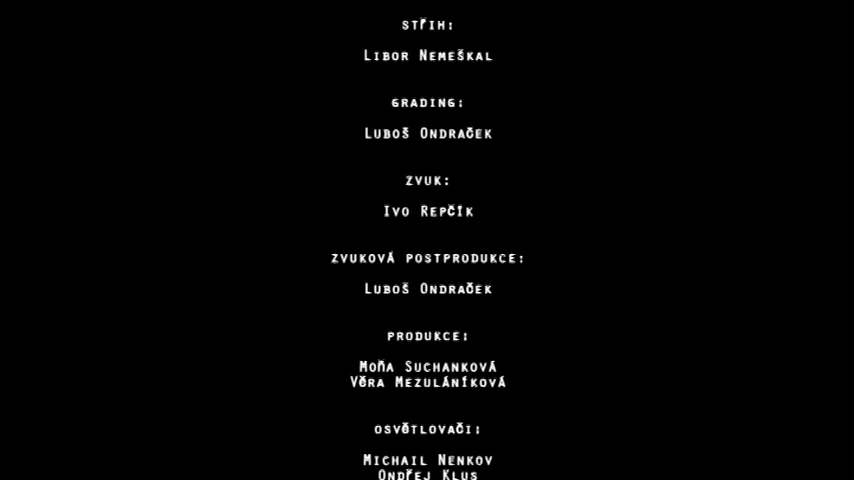 STŘIH:
LIBOR NEMEŠKAL
GRADING:
LUBOŠ ONDRAČEK
ZVUK:
IVO REPČÍK
ZVUKOVÁ POSTPRODUKCE:
LUBOŠ ONDRAČEK
PRODUKCE:
MOŇA SUCHANKOVÁ
VĚRA MEZULÁNÍKOVÁ
OSVĚTLOVAČI:
MICHAIL NENKOV
ONDŘEJ KLUS